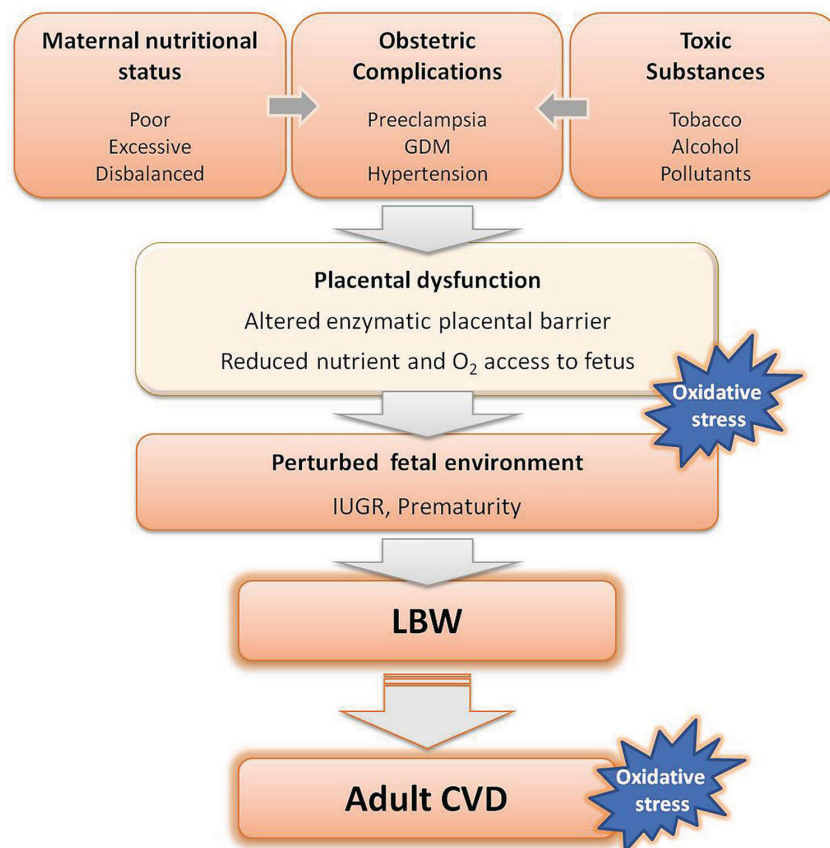 Maternal nutritional
status
Poor
Excessive
Disbalanced
Obstetric
Complications
Preeclampsia
GDM
Hypertension
Toxic
Substances
Tobacco
Alcohol
Pollutants
Placental dysfunction
Altered enzymatic placental barrier
Reduced nutrient and O₂ access to fetus
Oxidative
stress
Perturbed fetal environment
IUGR, Prematurity
LBW
Adult CVD
Oxidative
stress